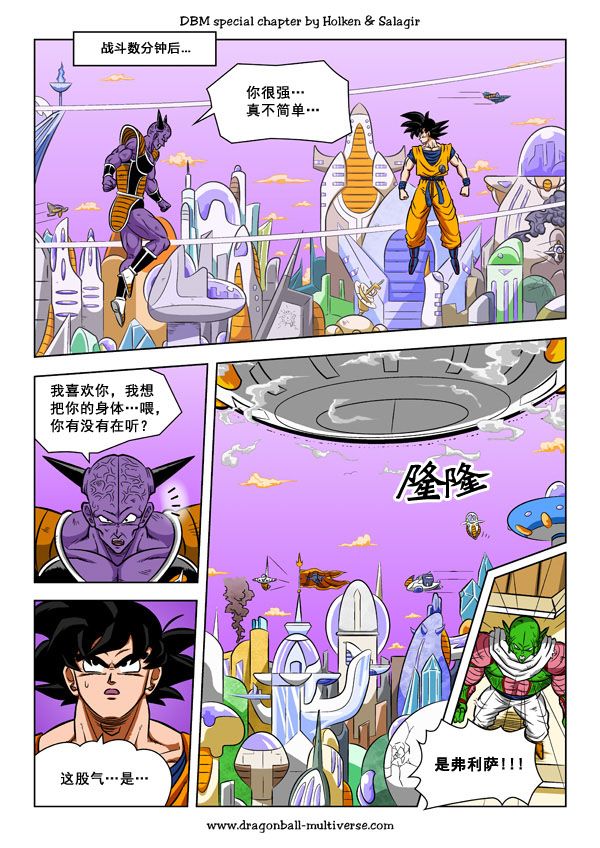 DBM special chapter by Holken & Salagir
战斗数分钟后…
你很强…
真不简单…
我喜欢你，我想
把你的身体…喂，
你有没有在听？
隆隆
这股气…是…
是弗利萨！！！
www.dragonball-multiverse.com